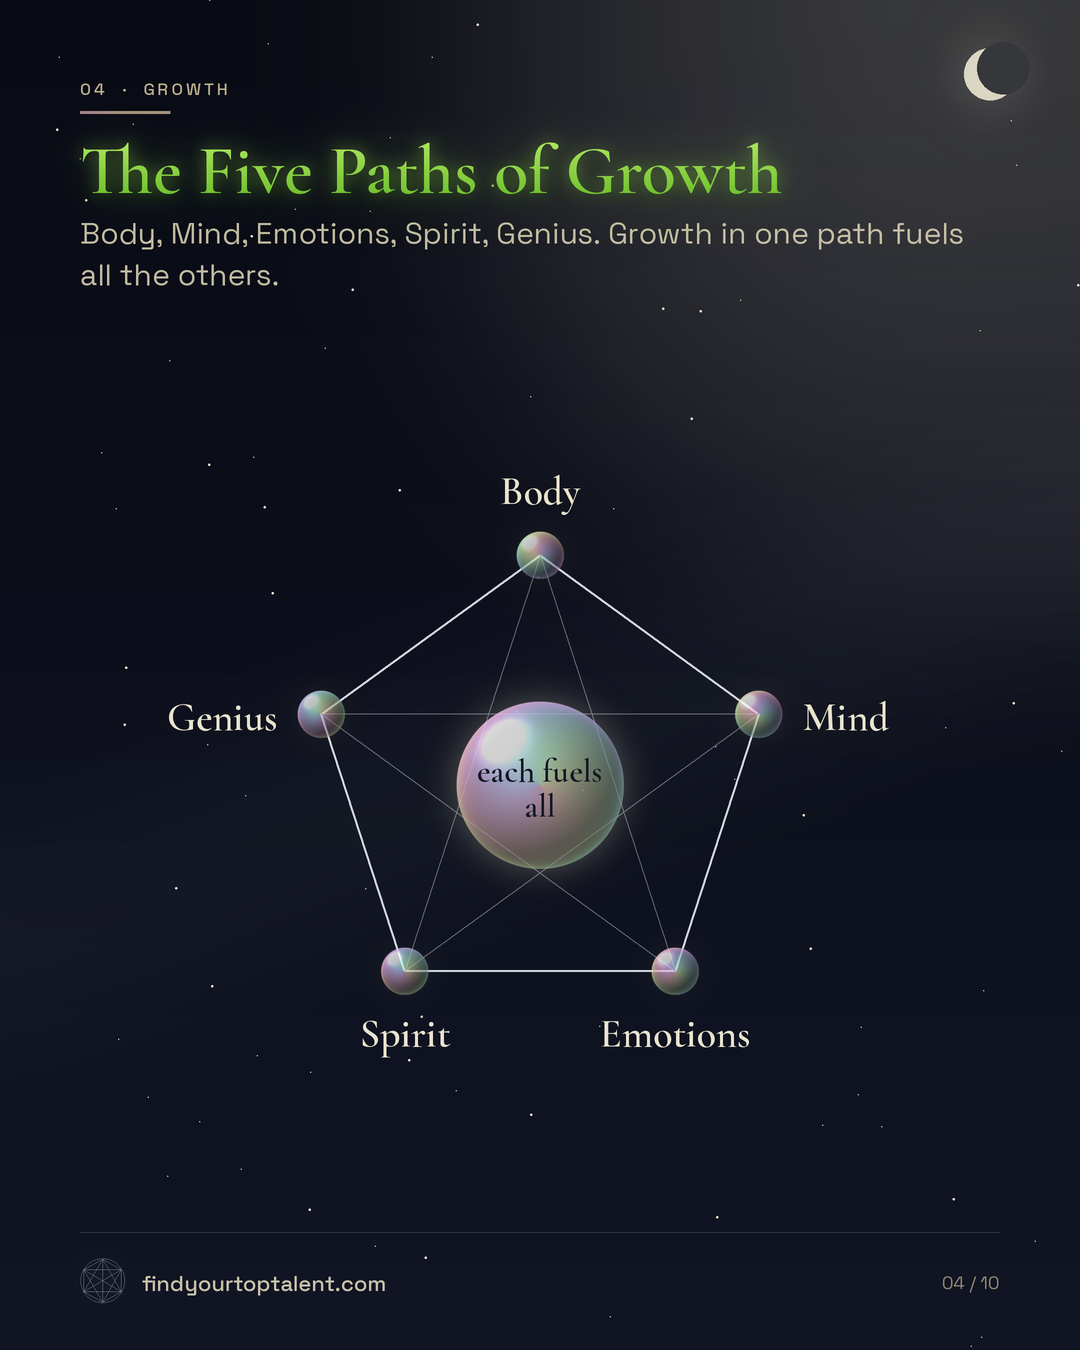 04 · GROWTH
The Five Paths of Growth
Body, Mind, Emotions, Spirit, Genius. Growth in one path fuels
all the others.
Body
Genius
Mind
each fuels
all
Spirit
Emotions
findyourtoptalent.com
04 / 10